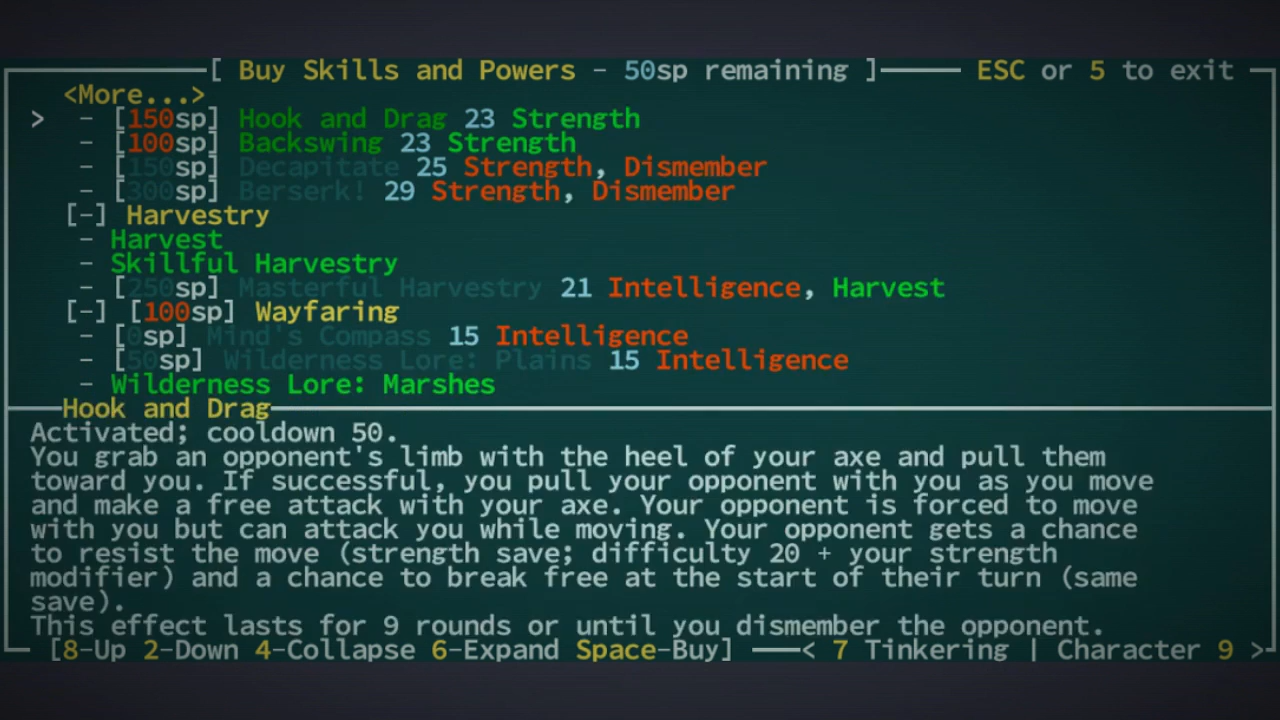 [ Buy Skills and Powers - 50sp remaining ] ESC or 5 to exit
<More...>
> - [150sp] Hook and Drag 23 Strength
- [100sp] Backswing 23 Strength
- [150sp] Decapitate 25 Strength, Dismember
- [300sp] Berserk! 29 Strength, Dismember
[-] Harvestry
- Harvest
- Skillful Harvestry
- [250sp] Masterful Harvestry 21 Intelligence, Harvest
[-] [100sp] Wayfaring
- [0sp] Mind's Compass 15 Intelligence
- [50sp] Wilderness Lore: Plains 15 Intelligence
- Wilderness Lore: Marshes
Hook and Drag
Activated; cooldown 50.
You grab an opponent's limb with the heel of your axe and pull them
toward you. If successful, you pull your opponent with you as you move
and make a free attack with your axe. Your opponent is forced to move
with you but can attack you while moving. Your opponent gets a chance
to resist the move (strength save; difficulty 20 + your strength
modifier) and a chance to break free at the start of their turn (same
save).
This effect lasts for 9 rounds or until you dismember the opponent.
[8-Up 2-Down 4-Collapse 6-Expand Space-Buy] < 7 Tinkering | Character 9 >